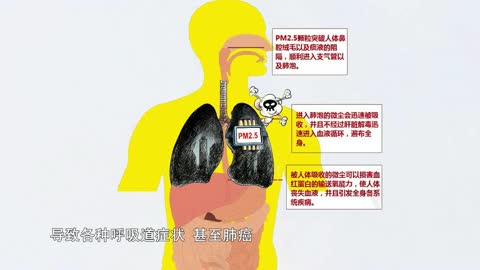 PM2.5颗粒突破人体鼻
腔绒毛以及痰液的阻
隔，顺利进入支气管以
及肺泡。
进入肺泡的微尘会迅速被吸
收，并且不经过肝脏解毒迅
速进入血液循环，遍布全
身。
PM2.5
被人体吸收的微尘可以损害血
红蛋白的输送氧能力，使人体
丧失血液，并且引发全身各
系统疾病。
导致各种呼吸道症状 甚至肺癌